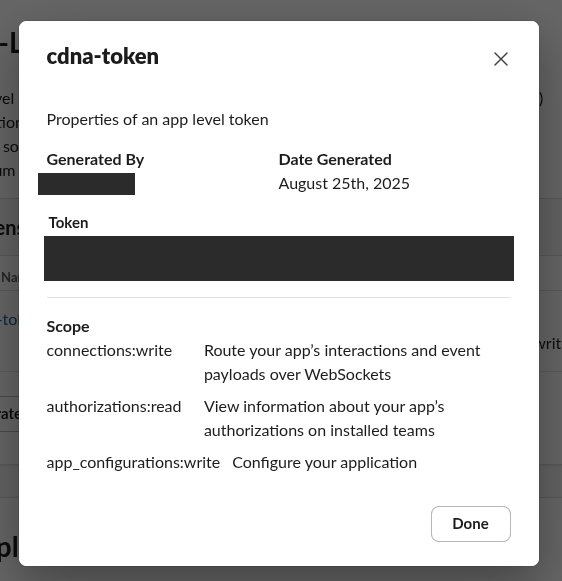 cdna-token
Properties of an app level token
Generated By
Date Generated
August 25th, 2025
Token
Scope
connections:write Route your app's interactions and event
payloads over WebSockets
authorizations:read View information about your app's
authorizations on installed teams
app_configurations:write Configure your application
Done